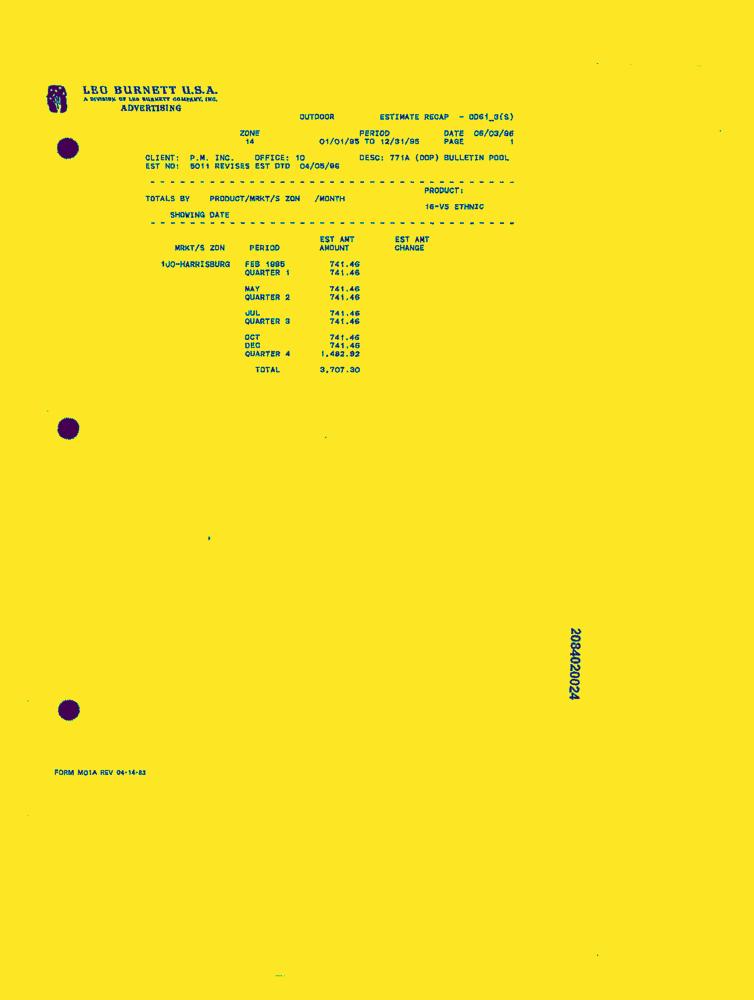 LEO BURNETT U.S.A.
A DIVISION OF LEO BURNETT COMPANY, INC.
ADVERTISING
OUTDOOR ESTIMATE RECAP - 0061_3(S)
ZONE PERIOD DATE 06/03/96
14 01/01/95 TO 12/31/95 PAGE 1
CLIENT: P.M. INC. OFFICE: 10 DESC: 771A (OOP) BULLETIN POOL
EST NO: 5011 REVISES EST DTD 04/05/96
PRODUCT:
TOTALS BY PRODUCT/MRKT/S ZON /MONTH
16-VS ETHNIC
SHOWING DATE
EST AMT EST AMT
MRKT/S ZON PERIOD AMOUNT CHANGE
1JO-HARRISBURG FEB 1995 741.46
QUARTER 1 741.46
MAY 741.46
QUARTER 2 741.46
JUL 741.46
QUARTER 3 741.46
OCT 741.46
DEC 741.46
QUARTER 4 1,482.92
TOTAL 3,707.30
2084020024
FORM M01A REV 04-14-83